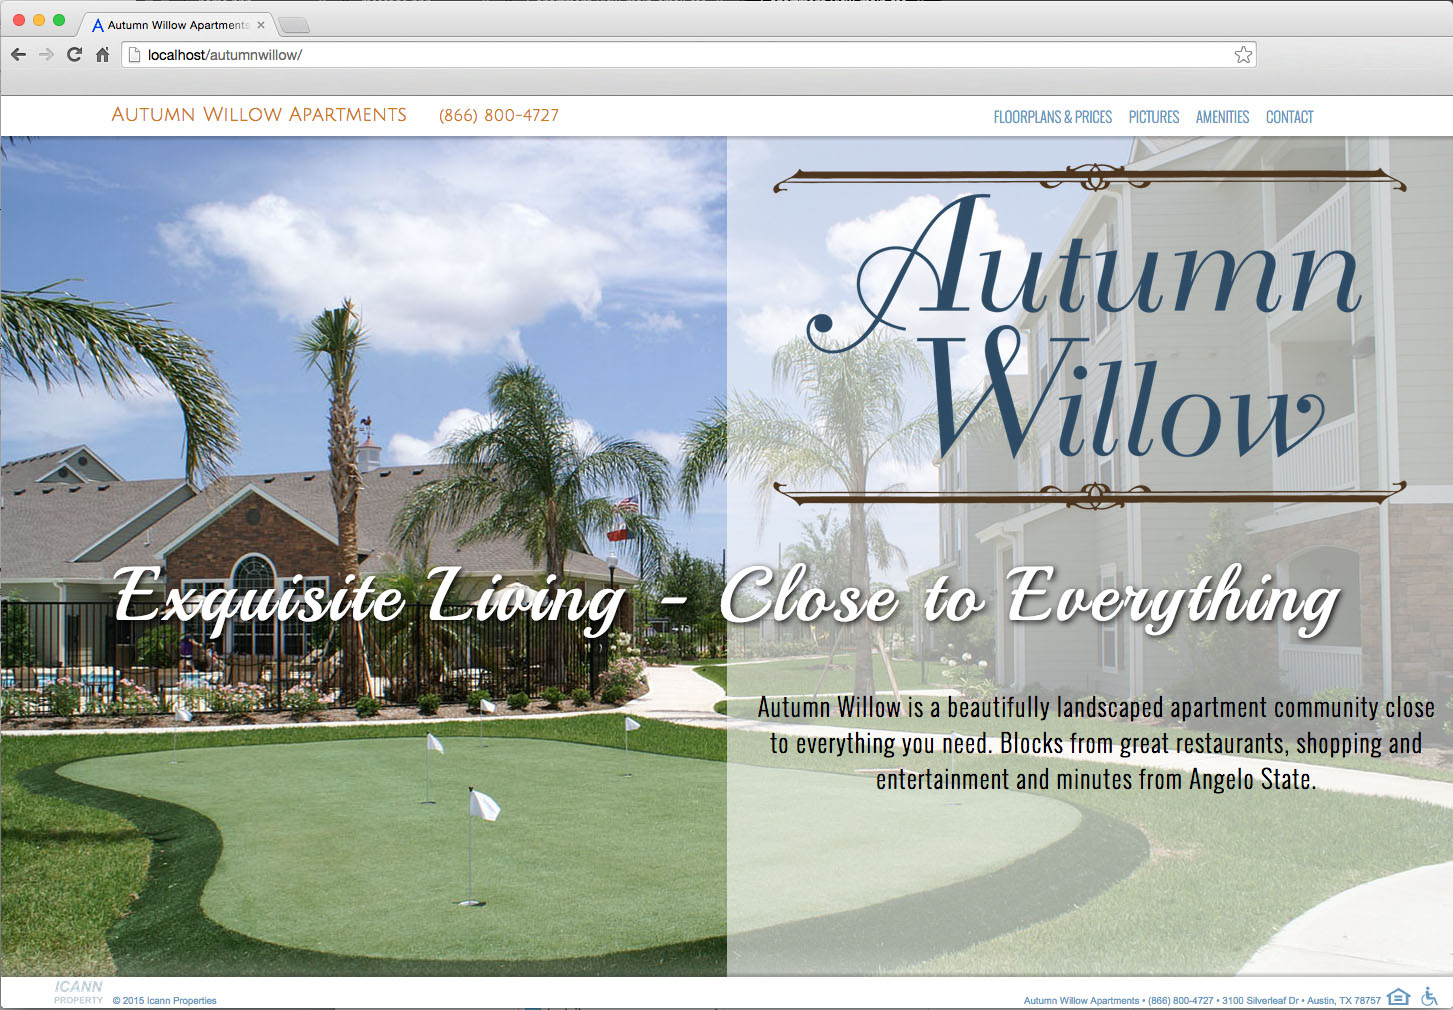 Autumn Willow Apartments
localhost/autumnwillow/
AUTUMN WILLOW APARTMENTS (866) 800-4727
FLOORPLANS & PRICES PICTURES AMENITIES CONTACT
Autumn
Willow
Exquisite Living - Close to Everything
Autumn Willow is a beautifully landscaped apartment community close
to everything you need. Blocks from great restaurants, shopping and
entertainment and minutes from Angelo State.
ICANN
PROPERTY
© 2015 Icann Properties
Autumn Willow Apartments • (866) 800-4727 • 3100 Silverleaf Dr • Austin, TX 78757